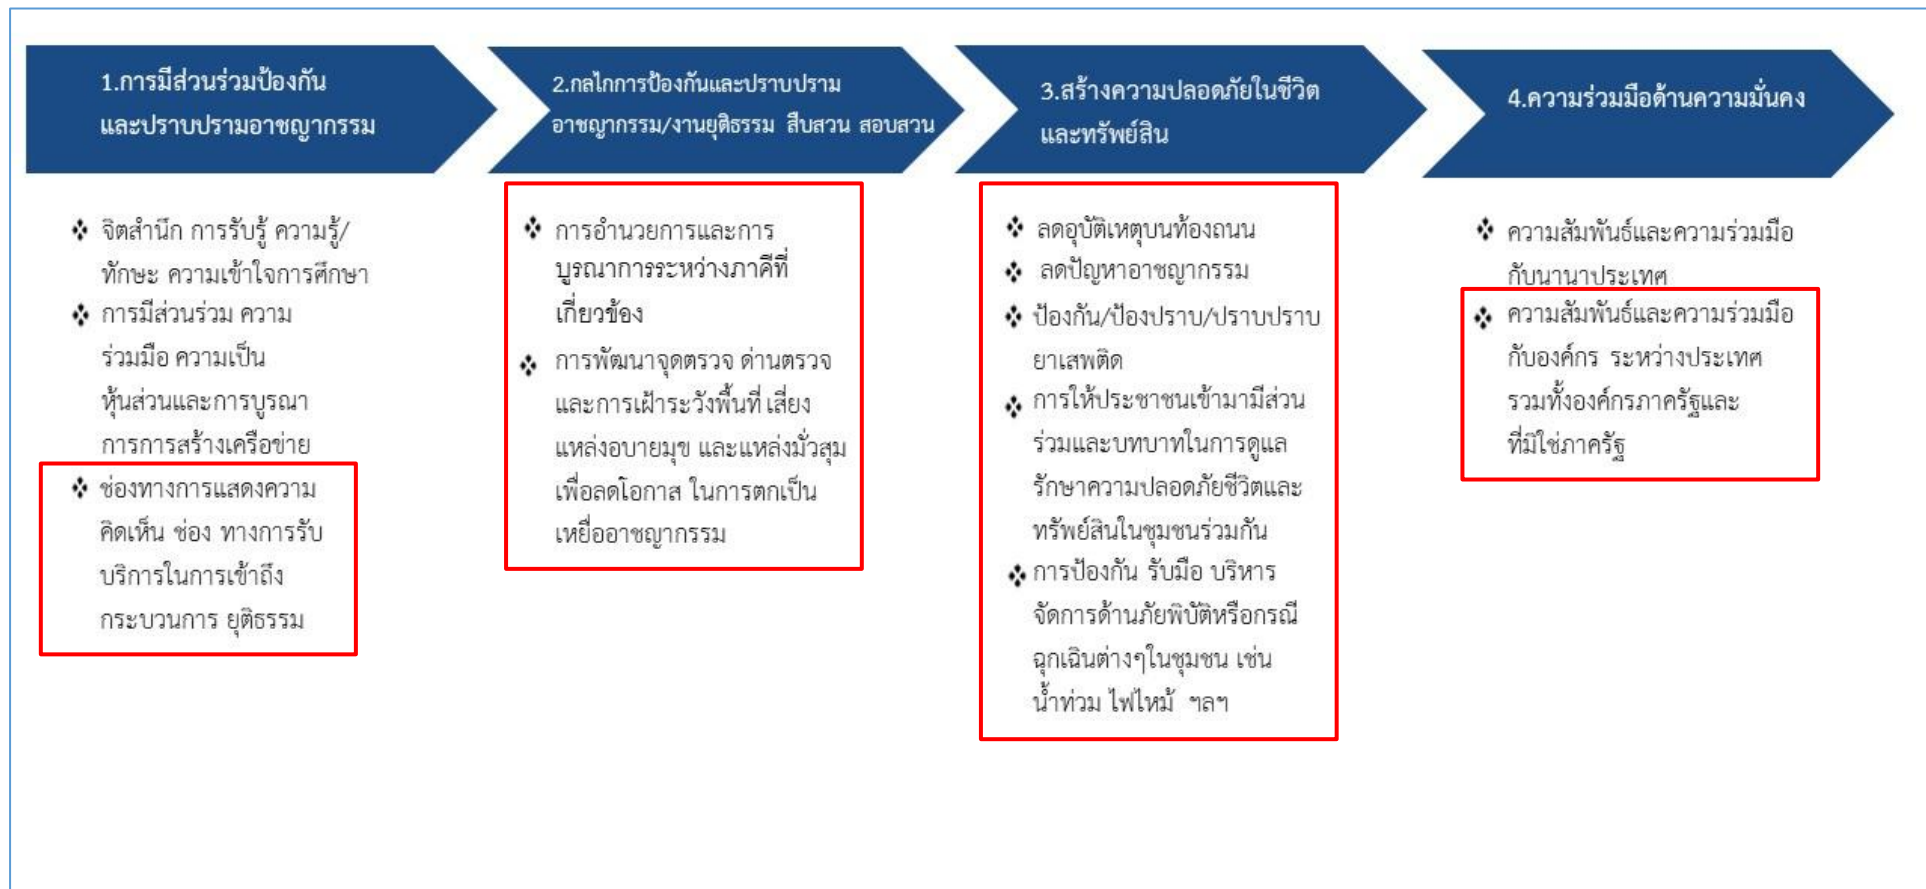 1.การมีส่วนร่วมป้องกัน
และปราบปรามอาชญากรรม
2.กลไกการป้องกันและปราบปราม
อาชญากรรม/งานยุติธรรม สืบสวน สอบสวน
3.สร้างความปลอดภัยในชีวิต
และทรัพย์สิน
4.ความร่วมมือด้านความมั่นคง
❖ จิตสำนึก การรับรู้ ความรู้/
ทักษะ ความเข้าใจการศึกษา
❖ การมีส่วนร่วม ความ
ร่วมมือ ความเป็น
หุ้นส่วนและการบูรณา
การการสร้างเครือข่าย
❖ ช่องทางการแสดงความ
คิดเห็น ช่อง ทางการรับ
บริการในการเข้าถึง
กระบวนการ ยุติธรรม
❖ การอำนวยการและการ
บูรณาการระหว่างภาคีที่
เกี่ยวข้อง
❖ การพัฒนาจุดตรวจ ด่านตรวจ
และการเฝ้าระวังพื้นที่ เสี่ยง
แหล่งอบายมุข และแหล่งมั่วสุม
เพื่อลดโอกาส ในการตกเป็น
เหยื่ออาชญากรรม
❖ ลดอุบัติเหตุบนท้องถนน
❖ ลดปัญหาอาชญากรรม
❖ ป้องกัน/ป้องปราบ/ปราบปราบ
ยาเสพติด
❖ การให้ประชาชนเข้ามามีส่วน
ร่วมและบทบาทในการดูแล
รักษาความปลอดภัยชีวิตและ
ทรัพย์สินในชุมชนร่วมกัน
❖ การป้องกัน รับมือ บริหาร
จัดการด้านภัยพิบัติหรือกรณี
ฉุกเฉินต่างๆในชุมชน เช่น
น้ำท่วม ไฟไหม้ ฯลฯ
❖ ความสัมพันธ์และความร่วมมือ
กับนานาประเทศ
❖ ความสัมพันธ์และความร่วมมือ
กับองค์กร ระหว่างประเทศ
รวมทั้งองค์กรภาครัฐและ
ที่มิใช่ภาครัฐ